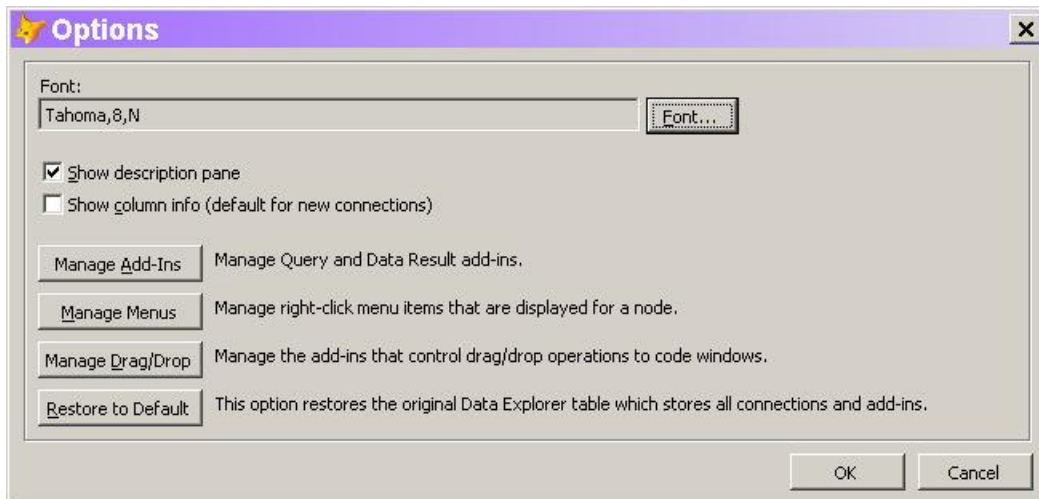 Options
Font:
Tahoma,8,N
Font...
Show description pane
Show column info (default for new connections)
Manage Add-Ins Manage Query and Data Result add-ins.
Manage Menus Manage right-click menu items that are displayed for a node.
Manage Drag/Drop Manage the add-ins that control drag/drop operations to code windows.
Restore to Default This option restores the original Data Explorer table which stores all connections and add-ins.
OK Cancel